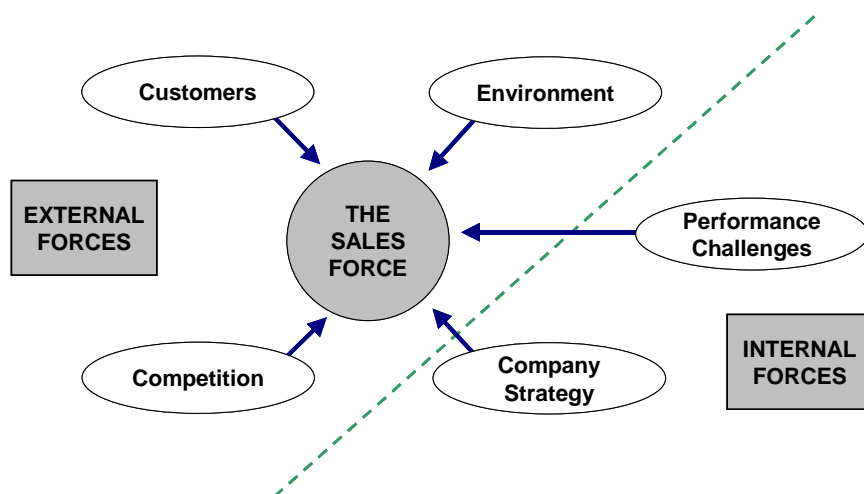 Customers
Environment
EXTERNAL
FORCES
THE
SALES
FORCE
Performance
Challenges
Competition
Company
Strategy
INTERNAL
FORCES